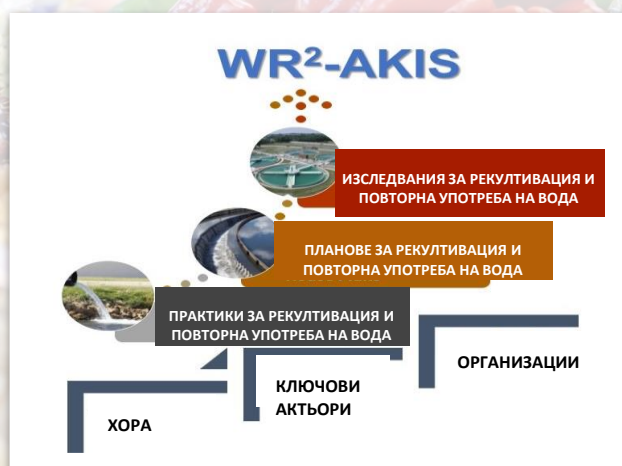 WR²-AKIS
ИЗСЛЕДВАНИЯ ЗА РЕКУЛТИВАЦИЯ И
ПОВТОРНА УПОТРЕБА НА ВОДА
ПЛАНОВЕ ЗА РЕКУЛТИВАЦИЯ И
ПОВТОРНА УПОТРЕБА НА ВОДА
ПРАКТИКИ ЗА РЕКУЛТИВАЦИЯ И
ПОВТОРНА УПОТРЕБА НА ВОДА
ОРГАНИЗАЦИИ
КЛЮЧОВИ
АКТЬОРИ
ХОРА